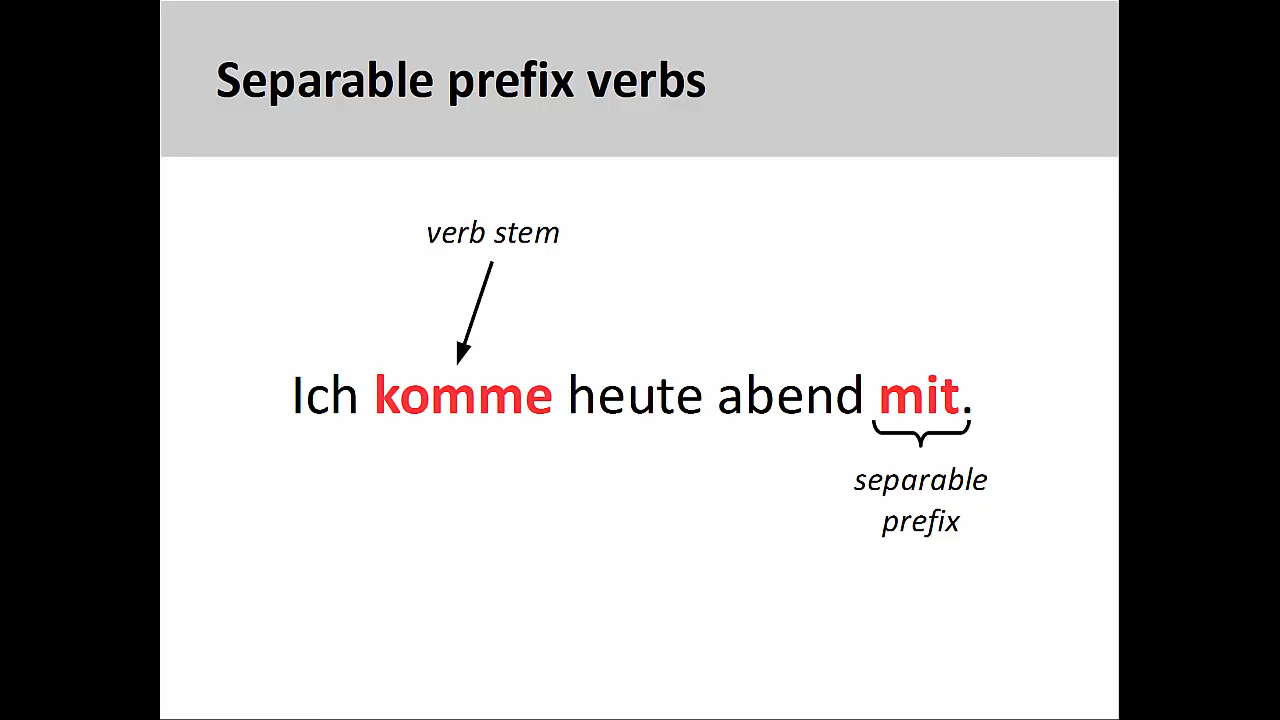 Separable prefix verbs
verb stem
Ich komme heute abend mit.
separable
prefix